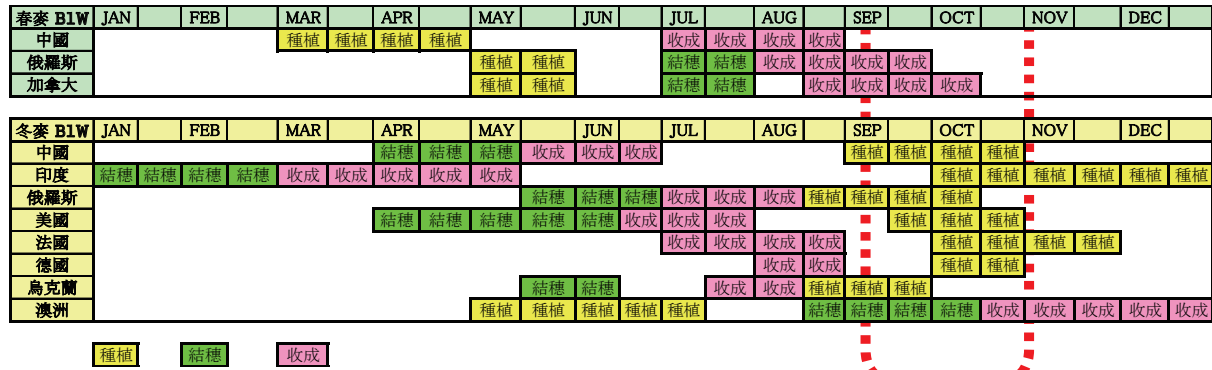 春麥 BIW JAN FEB MAR APR MAY JUN JUL AUG SEP OCT NOV DEC
中國 種植 種植 種植 種植 收成 收成 收成 收成
俄羅斯 種植 種植 結穗 結穗 收成 收成 收成 收成
加拿大 種植 種植 結穗 結穗 收成 收成 收成 收成
冬麥 BIW JAN FEB MAR APR MAY JUN JUL AUG SEP OCT NOV DEC
中國 結穗 結穗 結穗 收成 收成 收成 種植 種植 種植 種植
印度 結穗 結穗 結穗 結穗 收成 收成 收成 收成 收成 種植 種植 種植 種植 種植 種植
俄羅斯 結穗 結穗 結穗 收成 收成 收成 種植 種植 種植 種植
美國 結穗 結穗 結穗 結穗 結穗 收成 收成 收成 種植 種植 種植
法國 收成 收成 收成 收成 種植 種植 種植 種植
德國 收成 收成 種植 種植
烏克蘭 結穗 結穗 收成 收成 種植 種植 種植
澳洲 種植 種植 種植 種植 種植 結穗 結穗 結穗 結穗 收成 收成 收成 收成 收成
種植 結穗 收成